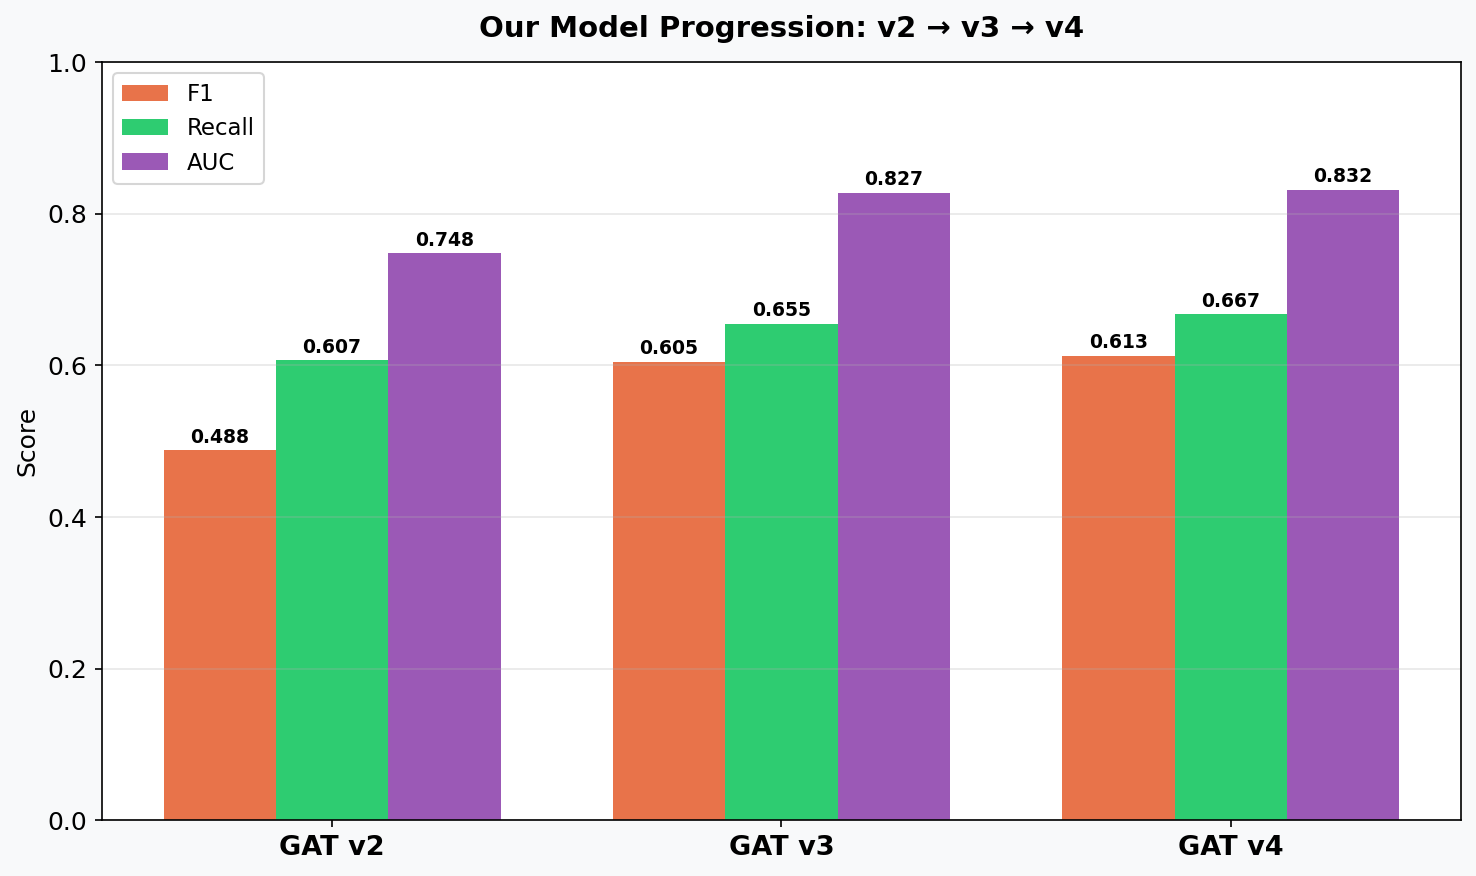 Our Model Progression: v2 → v3 → v4
1.0
0.8
0.6
0.4
0.2
0.0
Score
F1
Recall
AUC
0.488
0.607
0.748
0.605
0.655
0.827
0.613
0.667
0.832
GAT v2
GAT v3
GAT v4